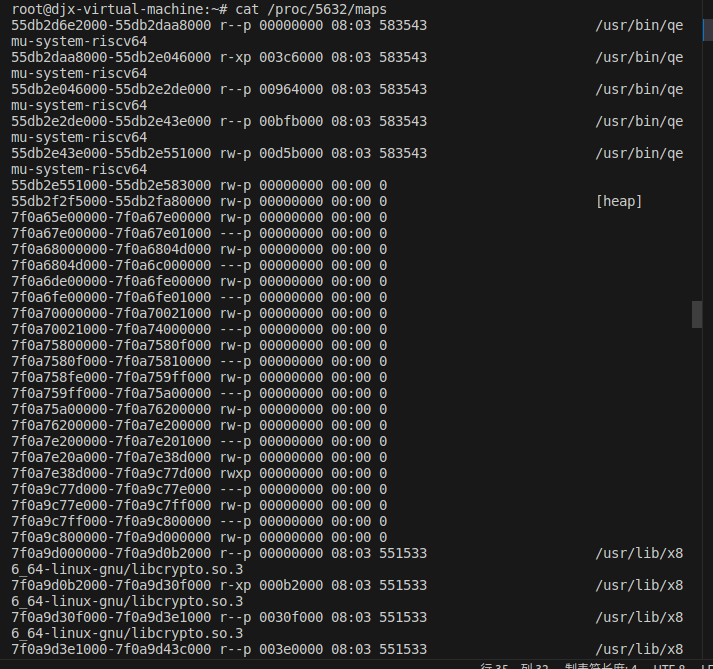 root@djx-virtual-machine:~# cat /proc/5632/maps
55db2d6e2000-55db2daa8000 r--p 00000000 08:03 583543 /usr/bin/qe
mu-system-riscv64
55db2daa8000-55db2e046000 r-xp 003c6000 08:03 583543 /usr/bin/qe
mu-system-riscv64
55db2e046000-55db2e2de000 r--p 00964000 08:03 583543 /usr/bin/qe
mu-system-riscv64
55db2e2de000-55db2e43e000 r--p 00bfb000 08:03 583543 /usr/bin/qe
mu-system-riscv64
55db2e43e000-55db2e551000 rw-p 00d5b000 08:03 583543 /usr/bin/qe
mu-system-riscv64
55db2e551000-55db2e583000 rw-p 00000000 00:00 0
55db2f2f5000-55db2fa80000 rw-p 00000000 00:00 0 [heap]
7f0a65e00000-7f0a67e00000 rw-p 00000000 00:00 0
7f0a67e00000-7f0a67e01000 ---p 00000000 00:00 0
7f0a68000000-7f0a6804d000 rw-p 00000000 00:00 0
7f0a6804d000-7f0a6c000000 ---p 00000000 00:00 0
7f0a6de00000-7f0a6fe00000 rw-p 00000000 00:00 0
7f0a6fe00000-7f0a6fe01000 ---p 00000000 00:00 0
7f0a70000000-7f0a70021000 rw-p 00000000 00:00 0
7f0a70021000-7f0a74000000 ---p 00000000 00:00 0
7f0a75800000-7f0a7580f000 rw-p 00000000 00:00 0
7f0a7580f000-7f0a75810000 ---p 00000000 00:00 0
7f0a758fe000-7f0a759ff000 rw-p 00000000 00:00 0
7f0a759ff000-7f0a75a00000 ---p 00000000 00:00 0
7f0a75a00000-7f0a76200000 rw-p 00000000 00:00 0
7f0a76200000-7f0a7e200000 rw-p 00000000 00:00 0
7f0a7e200000-7f0a7e201000 ---p 00000000 00:00 0
7f0a7e20a000-7f0a7e38d000 rw-p 00000000 00:00 0
7f0a7e38d000-7f0a9c77d000 rwxp 00000000 00:00 0
7f0a9c77d000-7f0a9c77e000 ---p 00000000 00:00 0
7f0a9c77e000-7f0a9c7ff000 rw-p 00000000 00:00 0
7f0a9c7ff000-7f0a9c800000 ---p 00000000 00:00 0
7f0a9c800000-7f0a9d000000 rw-p 00000000 00:00 0
7f0a9d000000-7f0a9d0b2000 r--p 00000000 08:03 551533 /usr/lib/x8
6_64-linux-gnu/libcrypto.so.3
7f0a9d0b2000-7f0a9d30f000 r-xp 000b2000 08:03 551533 /usr/lib/x8
6_64-linux-gnu/libcrypto.so.3
7f0a9d30f000-7f0a9d3e1000 r--p 0030f000 08:03 551533 /usr/lib/x8
6_64-linux-gnu/libcrypto.so.3
7f0a9d3e1000-7f0a9d43c000 r--p 003e0000 08:03 551533 /usr/lib/x8